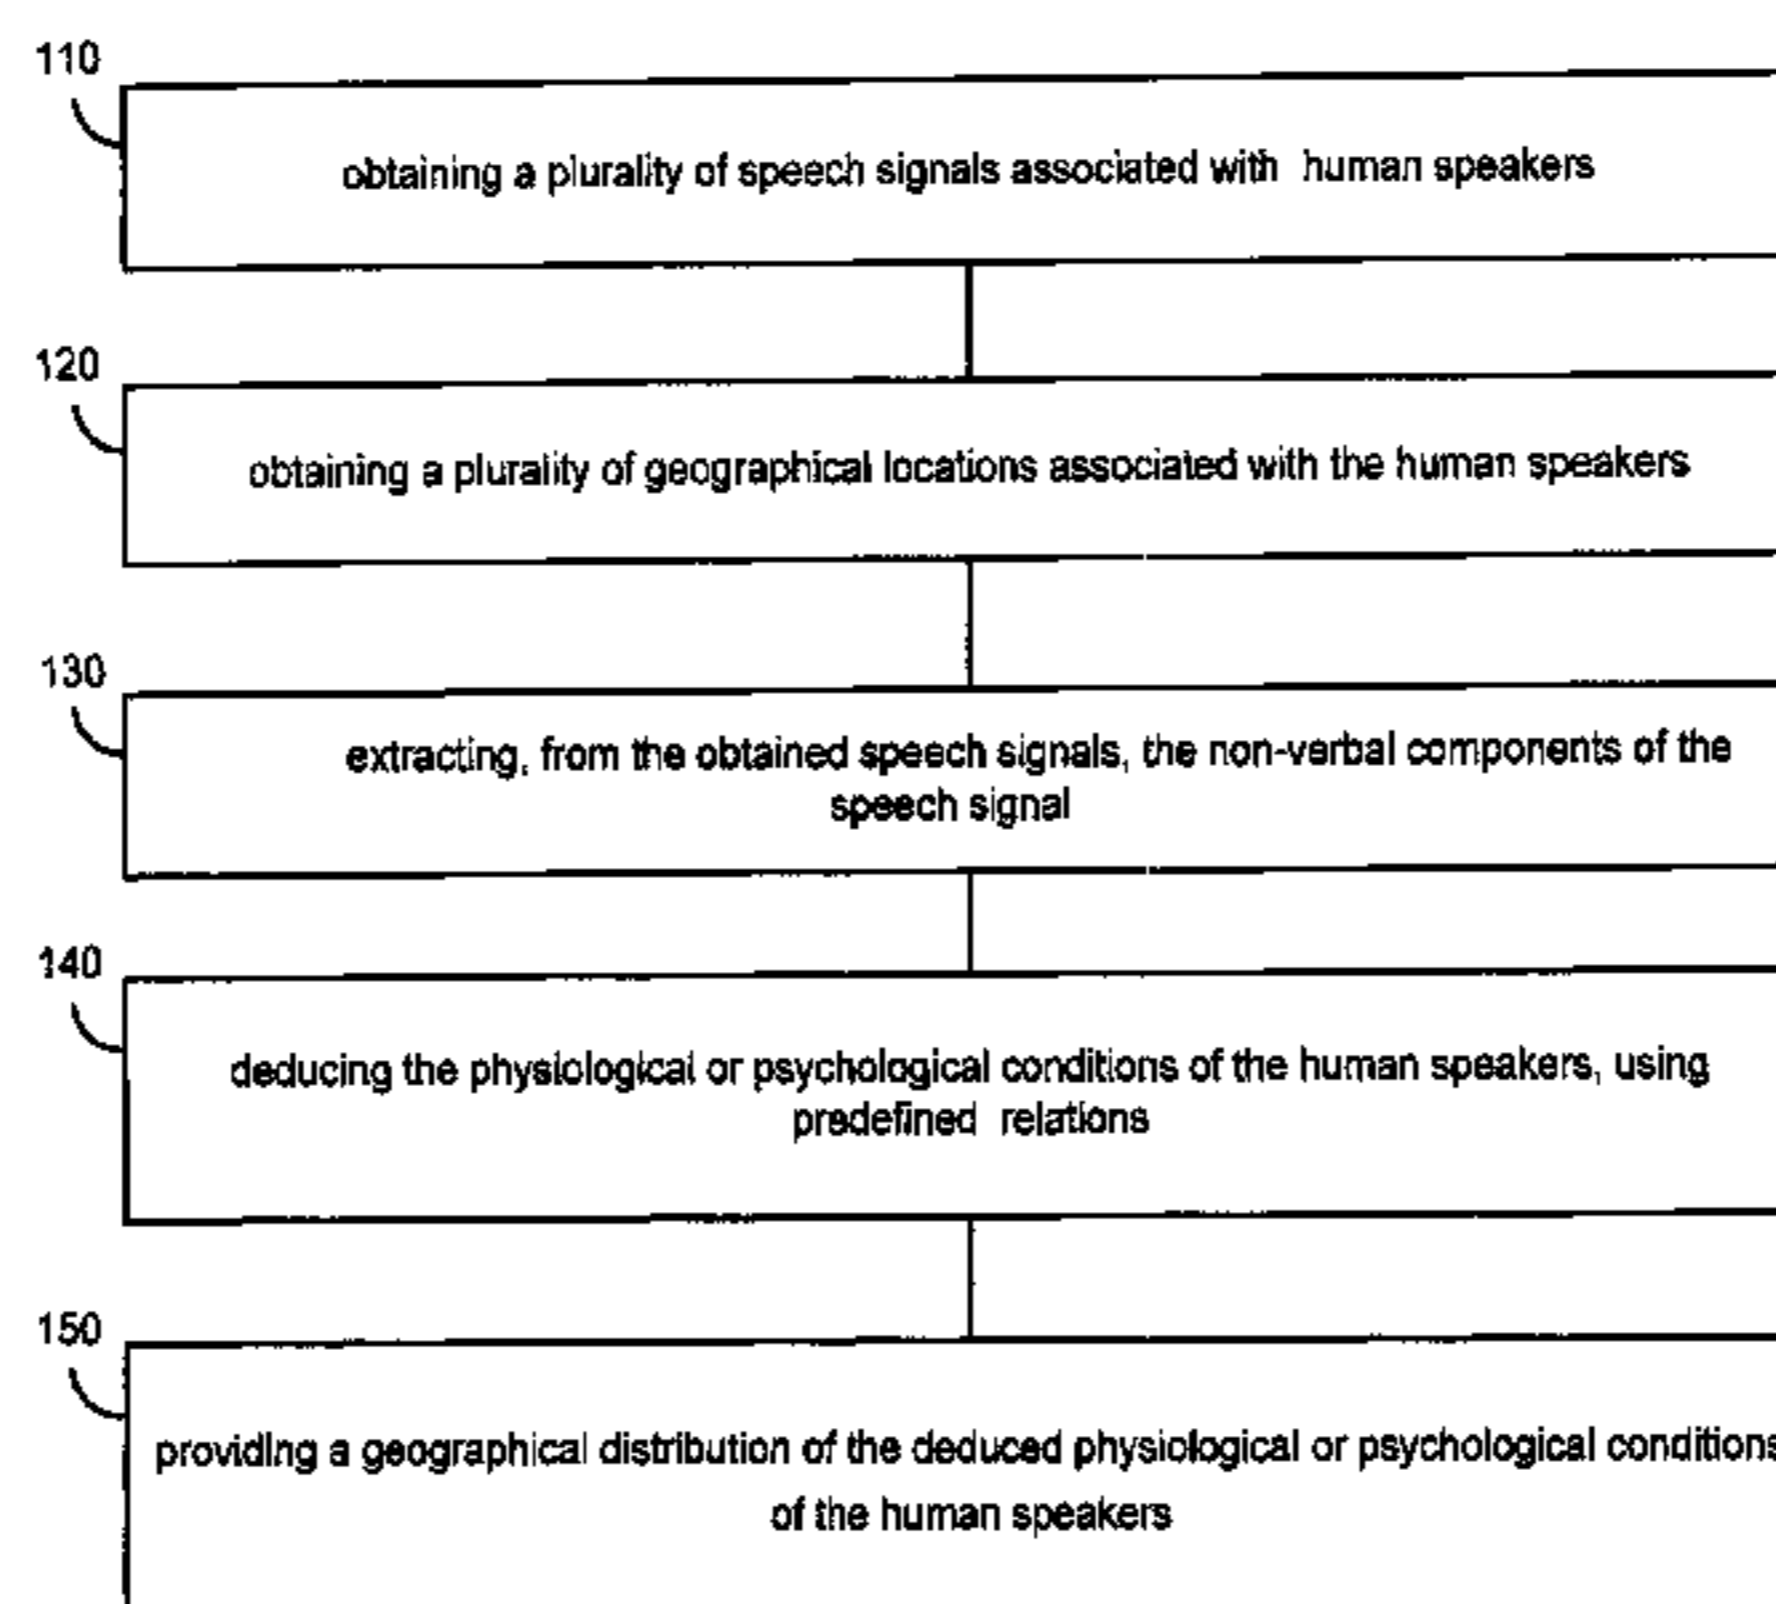 110
obtaining a plurality of speech signals associated with human speakers
120
obtaining a plurality of geographical locations associated with the human speakers
130
extracting, from the obtained speech signals, the non-verbal components of the
speech signal
140
deducing the physiological or psychological conditions of the human speakers, using
predefined relations
150
providing a geographical distribution of the deduced physiological or psychological conditions
of the human speakers